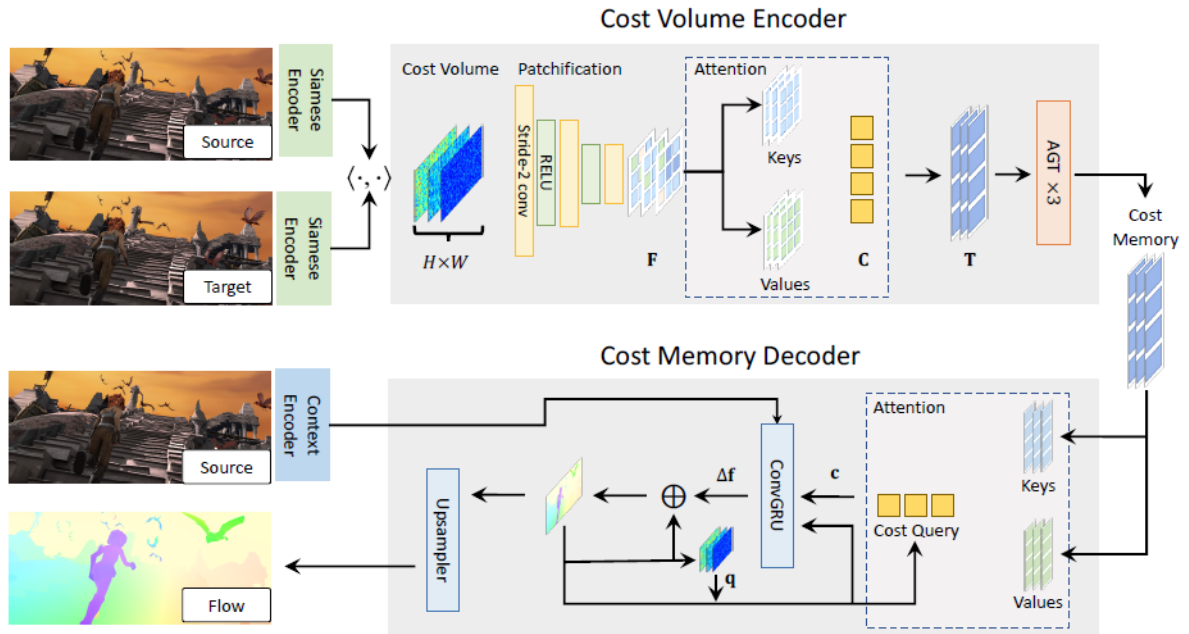 Cost Volume Encoder
Siamese
Encoder
Source
Siamese
Encoder
Target
⟨·,·⟩
Cost Volume
H×W
Patchification
Stride-2 conv
RELU
F
Attention
Keys
Values
C
T
AGT
×3
Cost
Memory
Cost Memory Decoder
Context
Encoder
Source
Flow
Upsampler
Δf
⊕
q
ConvGRU
c
Attention
Cost Query
Keys
Values